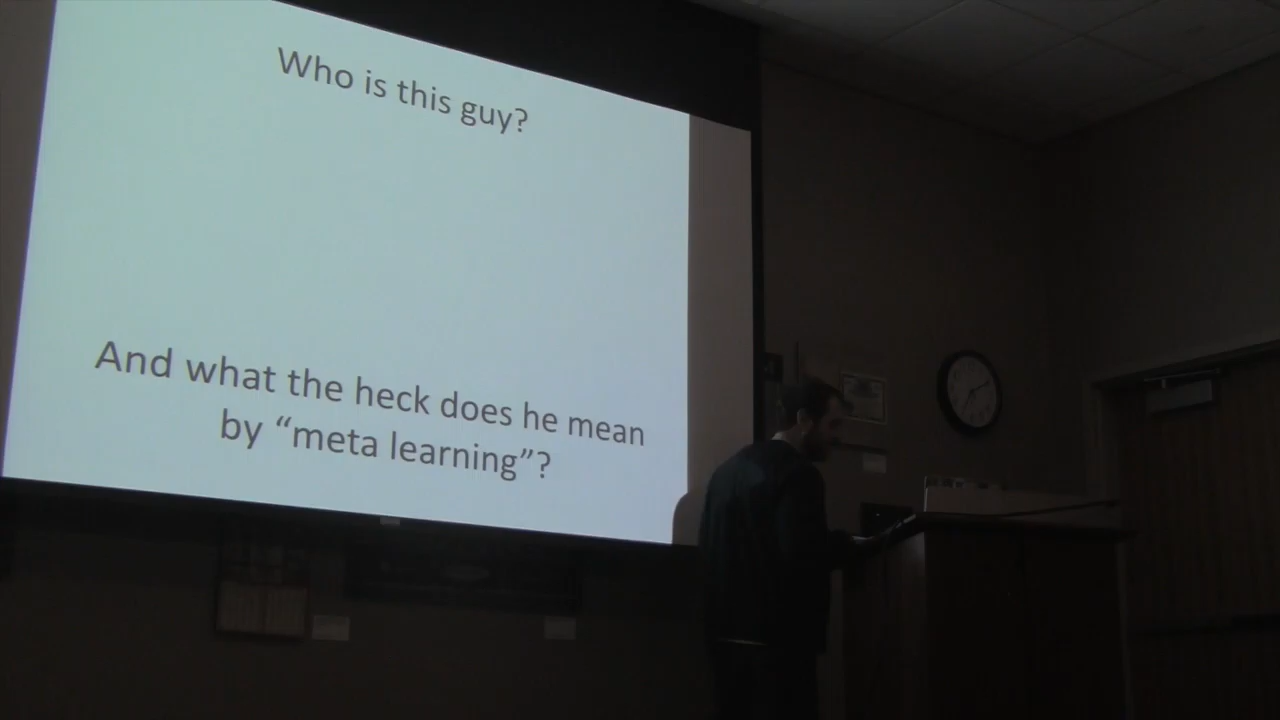 Who is this guy?
And what the heck does he mean
by “meta learning”?